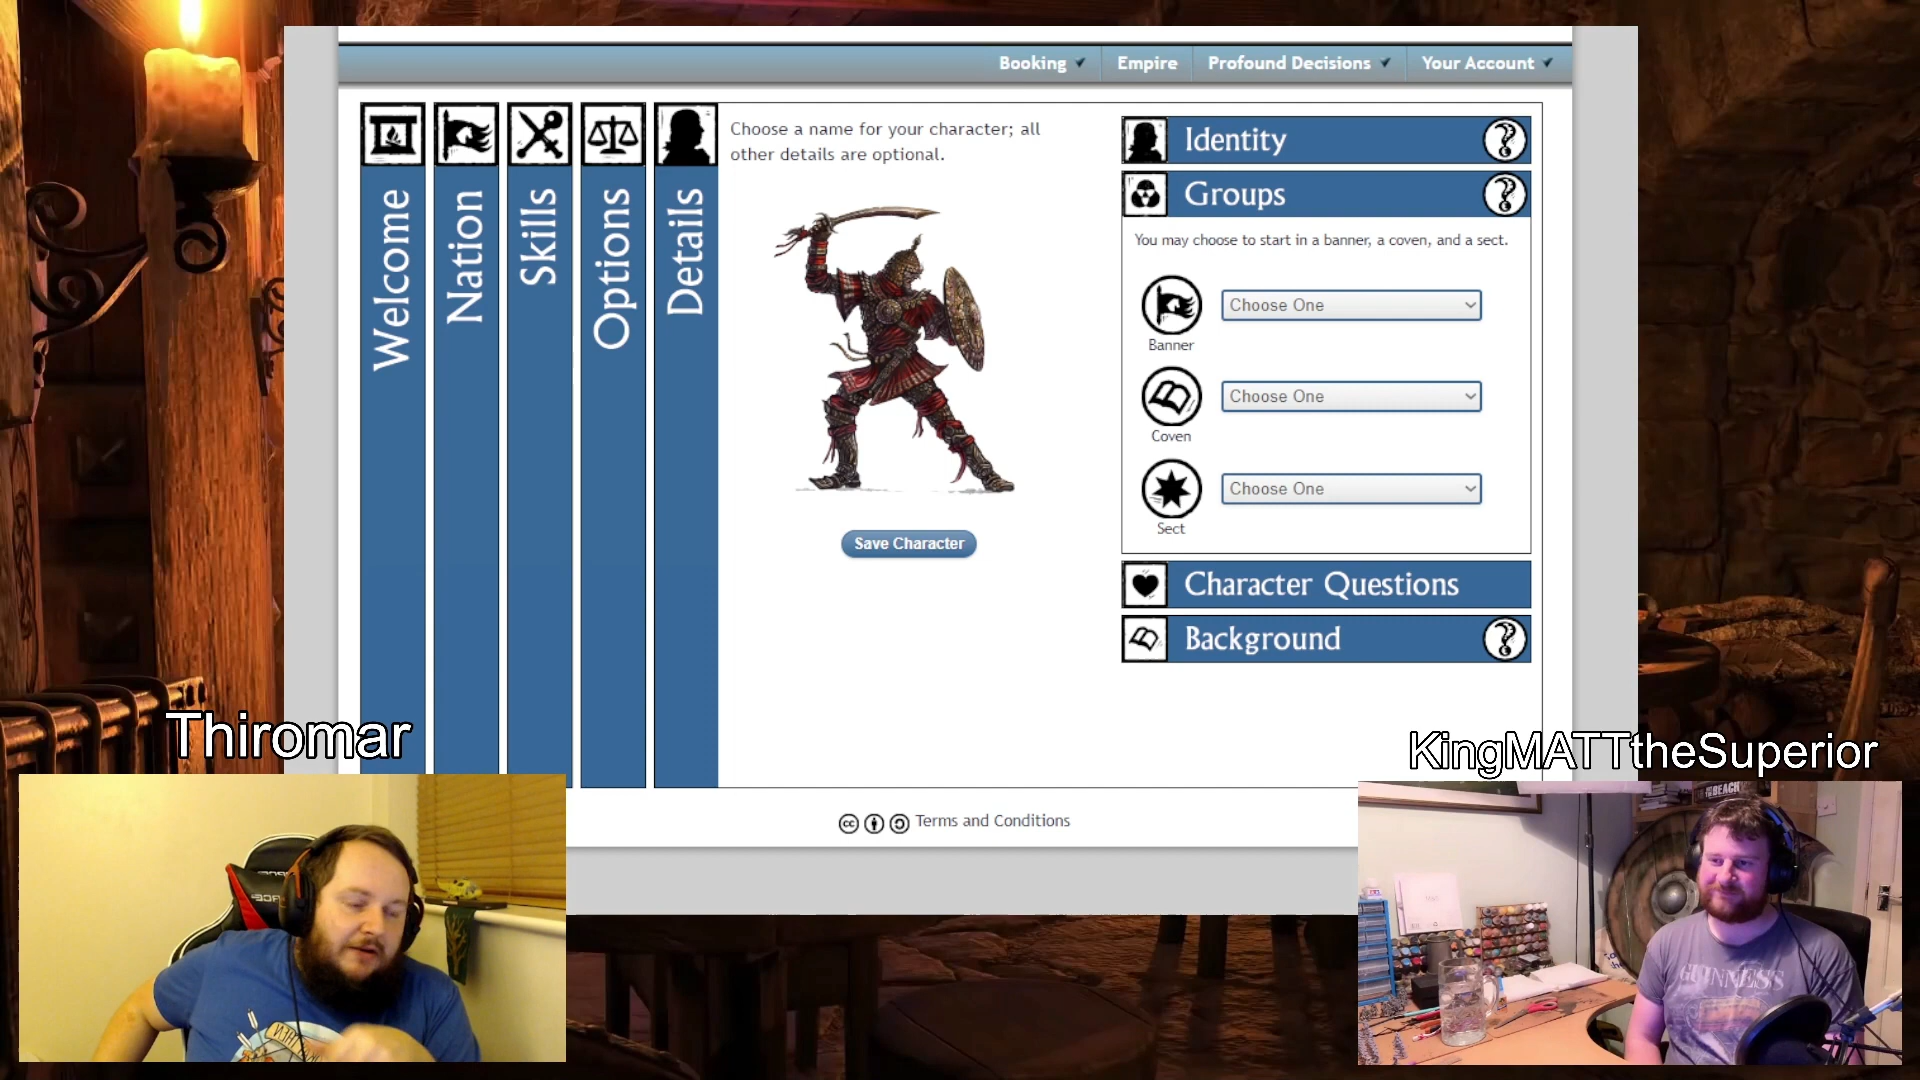 Booking
Empire
Profound Decisions
Your Account
Welcome
Nation
Skills
Options
Details
Choose a name for your character; all
other details are optional.
Save Character
Identity
Groups
You may choose to start in a banner, a coven, and a sect.
Banner
Choose One
Coven
Choose One
Sect
Choose One
Character Questions
Background
Terms and Conditions
Thiromar
KingMATTtheSuperior
BEACH
GUINNESS